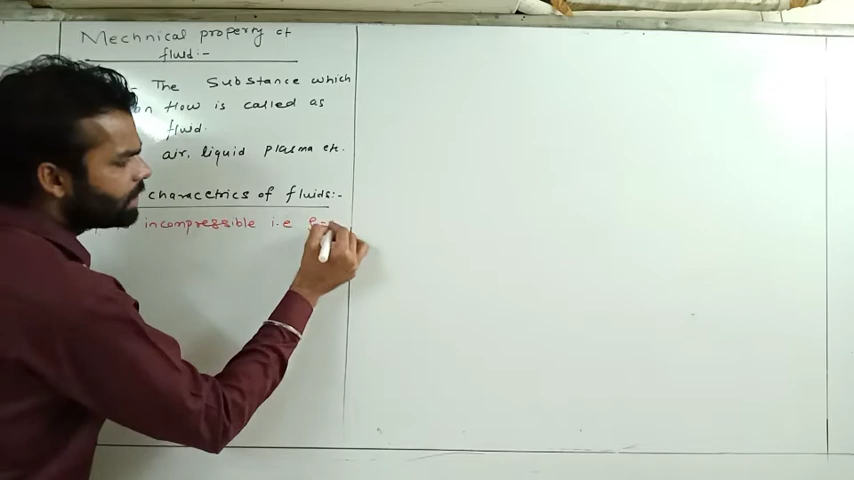 Mechnical property of
fluid:-
- The Substance which
on flow is called as
fluid.
air, liquid plasma etc.
characetrics of fluids:-
incompressible i.e ρ=